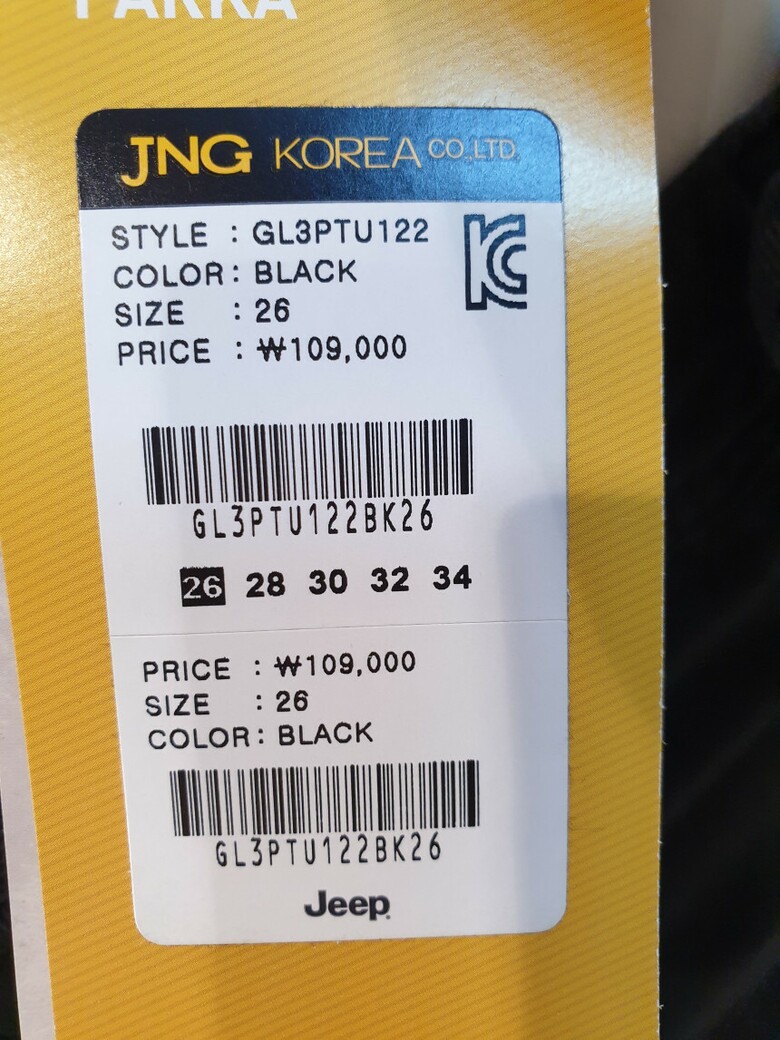 PARKA
JNG KOREA CO.,LTD.
STYLE : GL3PTU122
COLOR : BLACK
SIZE : 26
PRICE : ₩109,000
GL3PTU122BK26
26 28 30 32 34
PRICE : ₩109,000
SIZE : 26
COLOR : BLACK
GL3PTU122BK26
Jeep